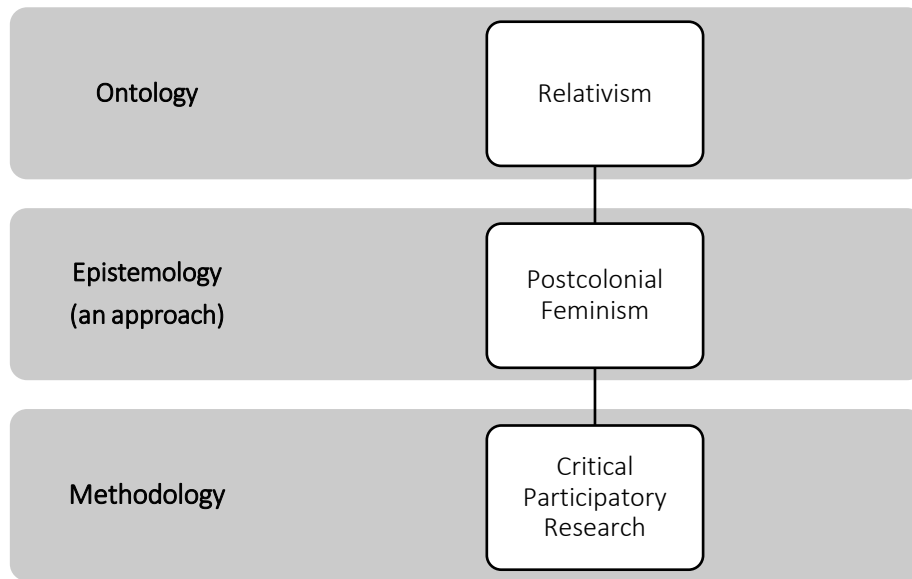 Ontology
Relativism
Epistemology
(an approach)
Postcolonial
Feminism
Methodology
Critical
Participatory
Research